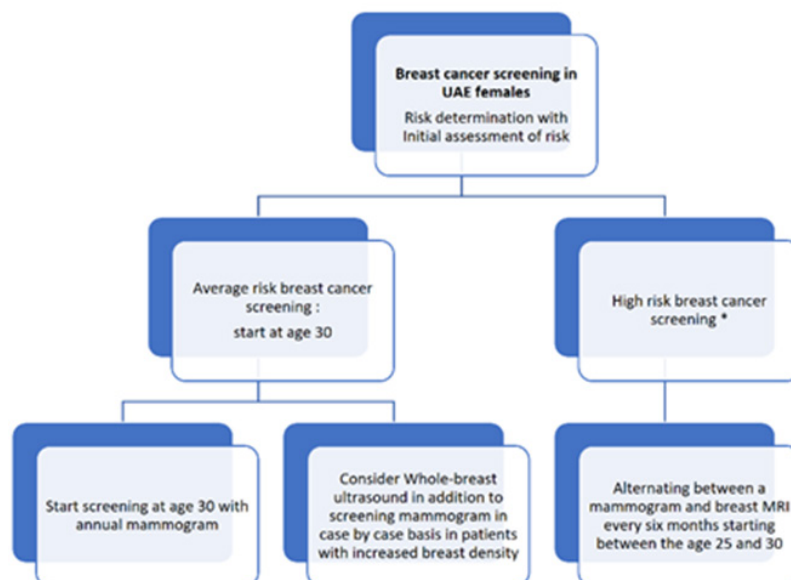 Breast cancer screening in
UAE females
Risk determination with
Initial assessment of risk
Average risk breast cancer
screening :
start at age 30
High risk breast cancer
screening *
Start screening at age 30 with
annual mammogram
Consider Whole-breast
ultrasound in addition to
screening mammogram in
case by case basis in patients
with increased breast density
Alternating between a
mammogram and breast MRI
every six months starting
between the age 25 and 30